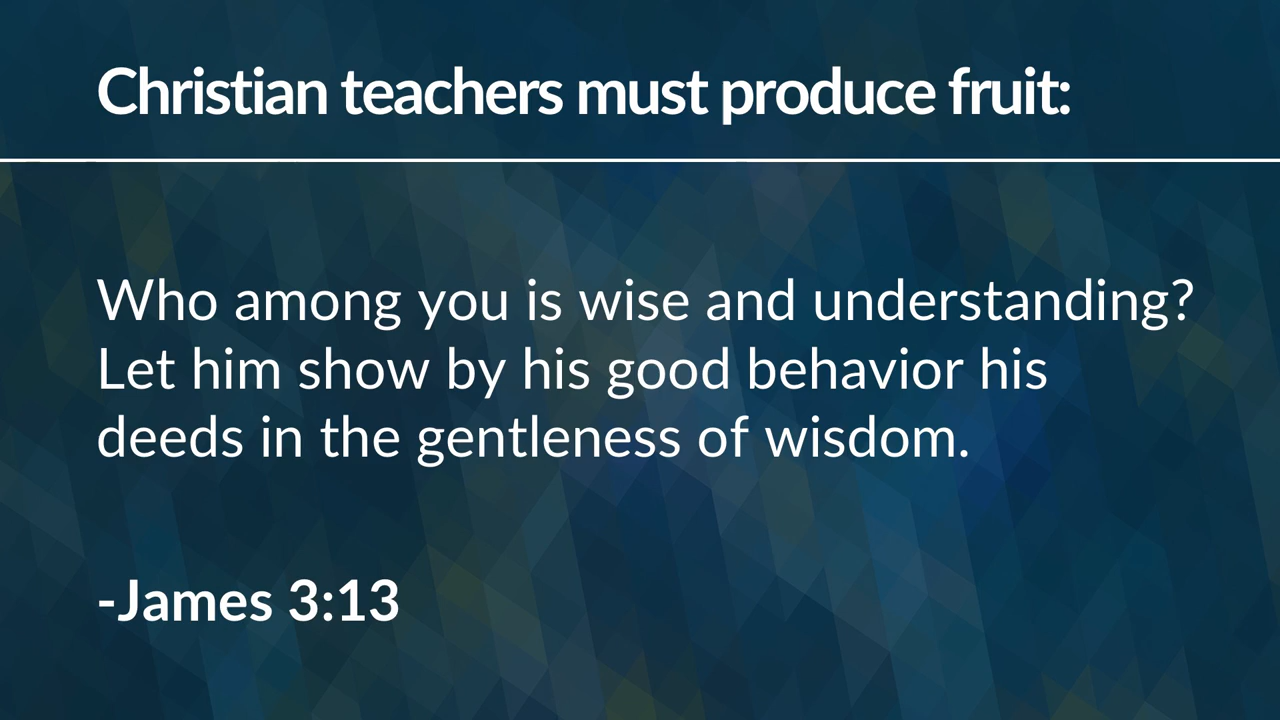 Christian teachers must produce fruit:
Who among you is wise and understanding?
Let him show by his good behavior his
deeds in the gentleness of wisdom.
-James 3:13